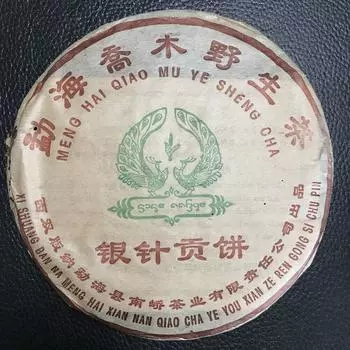 勐海喬木野生茶
MENG HAI QIAO MU YE SHENG CHA
银针贡饼
西双版纳勐海县南峤茶业有限责任公司出品
XI SHUANG BAN NA MENG HAI XIAN NAN QIAO CHA YE YOU XIAN ZE REN GONG SI CHU PIN